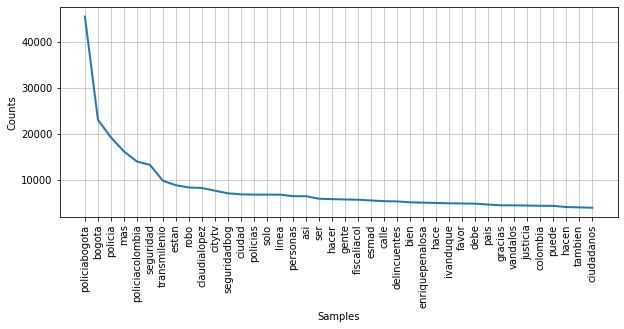 40000
30000
20000
10000
Counts
policiabogota
bogota
policia
mas
policiacolombia
seguridad
transmilenio
estan
robo
claudialopez
citytv
seguridadbog
ciudad
policias
solo
linea
personas
asi
ser
hacer
gente
fiscaliacol
esmad
calle
delincuentes
bien
enriquepenalosa
hace
ivanduque
favor
debe
pais
gracias
vandalos
justicia
colombia
puede
hacen
tambien
ciudadanos
Samples